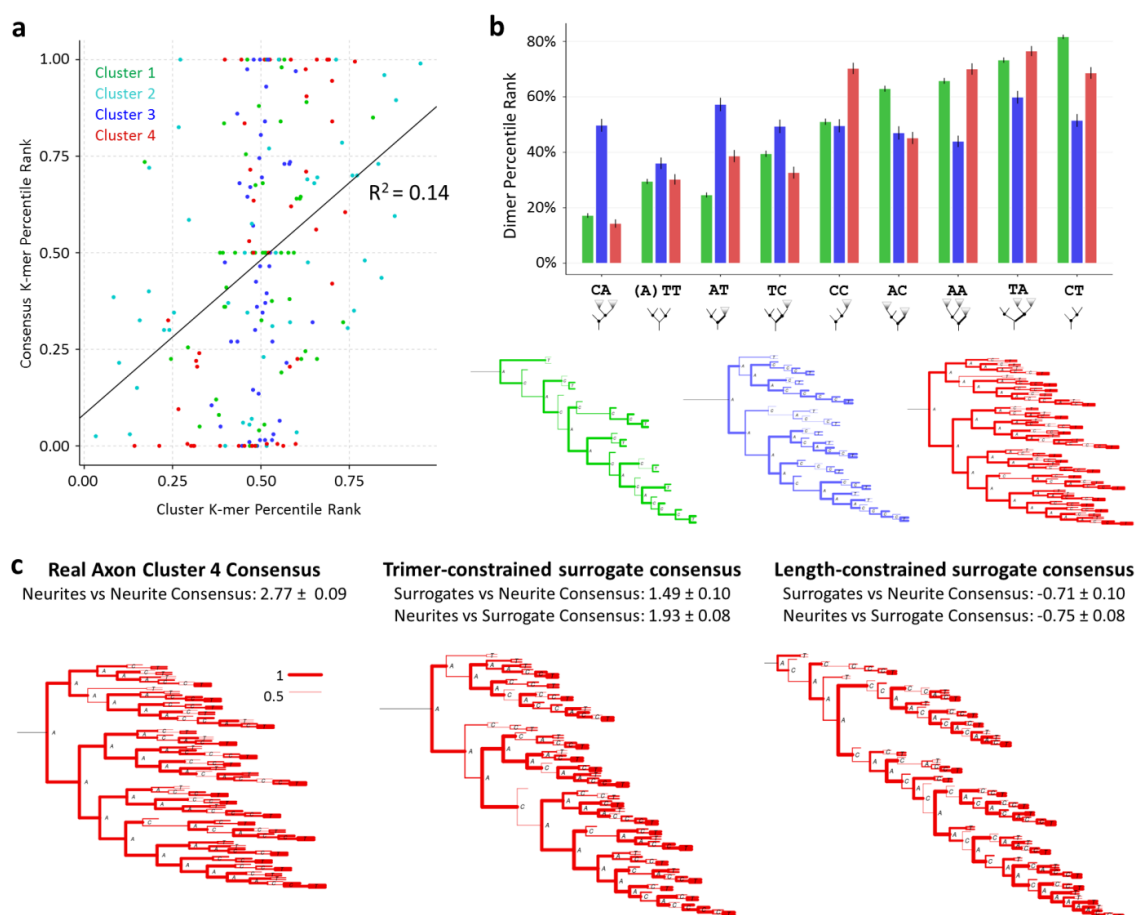 a
Consensus K-mer Percentile Rank
1.00
0.75
0.50
0.25
0.00
Cluster 1
Cluster 2
Cluster 3
Cluster 4
R² = 0.14
0.00 0.25 0.50 0.75
Cluster K-mer Percentile Rank
b
Dimer Percentile Rank
80%
60%
40%
20%
0%
CA (A)TT AT TC CC AC AA TA CT
c
Real Axon Cluster 4 Consensus
Neurites vs Neurite Consensus: 2.77 ± 0.09
1
0.5
Trimer-constrained surrogate consensus
Surrogates vs Neurite Consensus: 1.49 ± 0.10
Neurites vs Surrogate Consensus: 1.93 ± 0.08
Length-constrained surrogate consensus
Surrogates vs Neurite Consensus: -0.71 ± 0.10
Neurites vs Surrogate Consensus: -0.75 ± 0.08